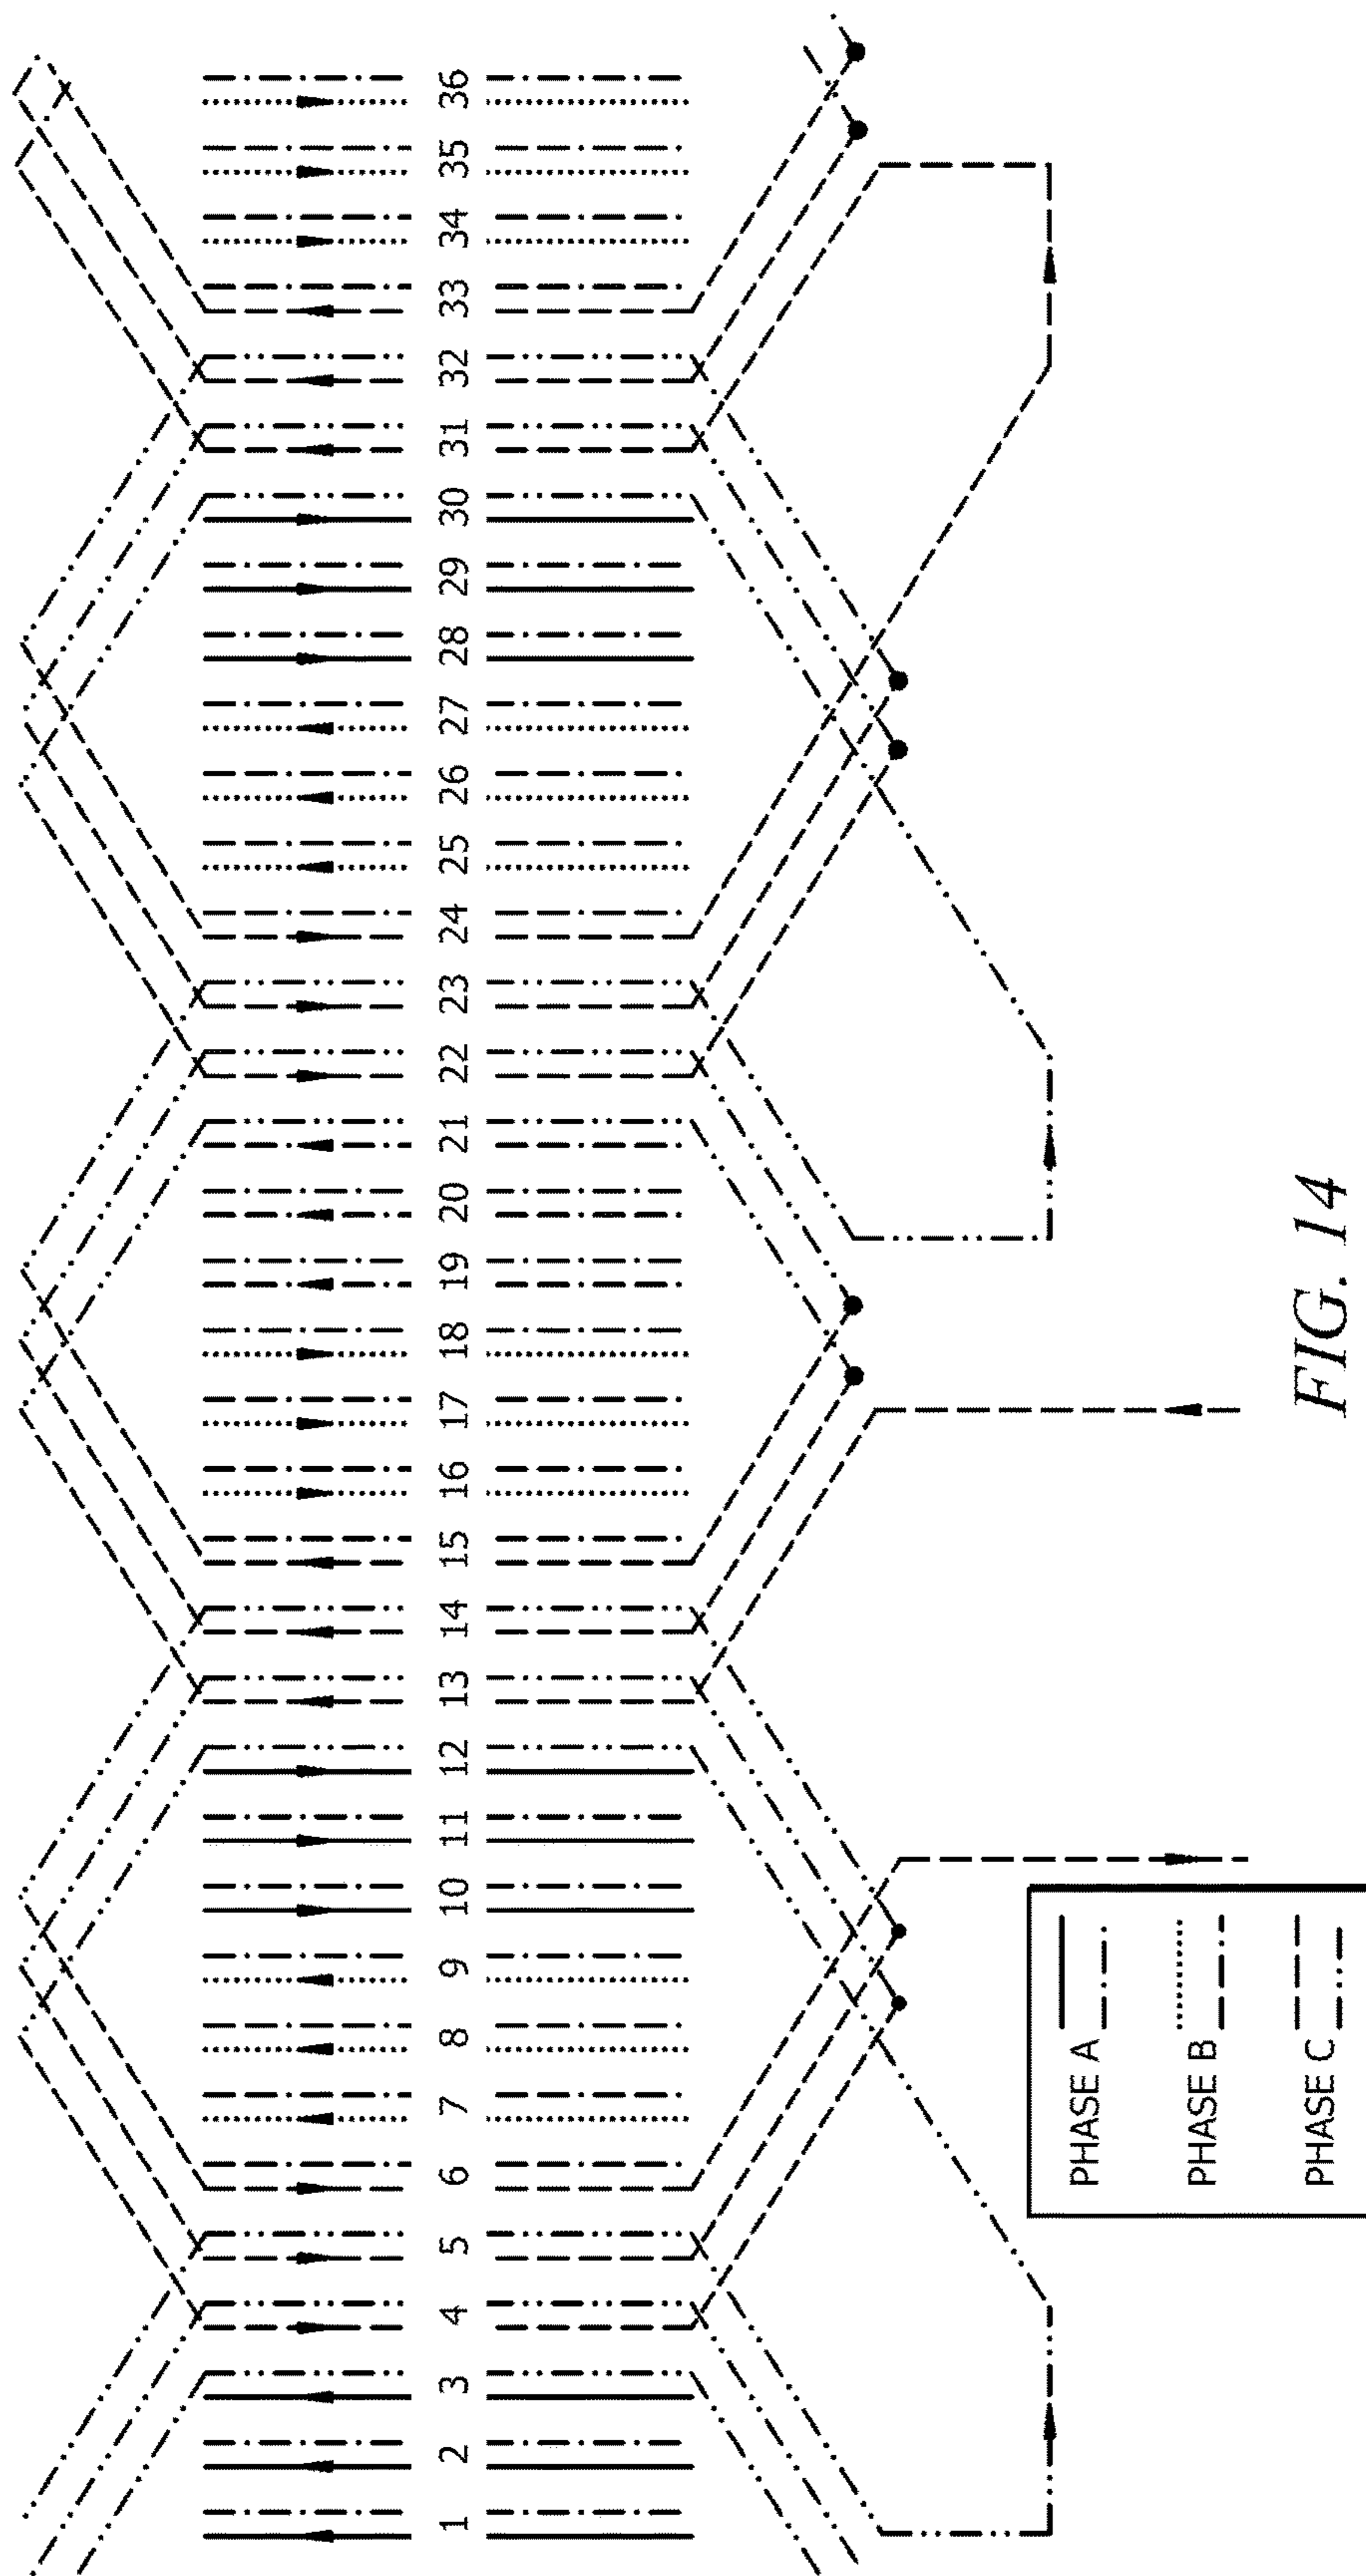 1 2 3 4 5 6 7 8 9 10 11 12 13 14 15 16 17 18 19 20 21 22 23 24 25 26 27 28 29 30 31 32 33 34 35 36
PHASE A
PHASE B
PHASE C
FIG. 14